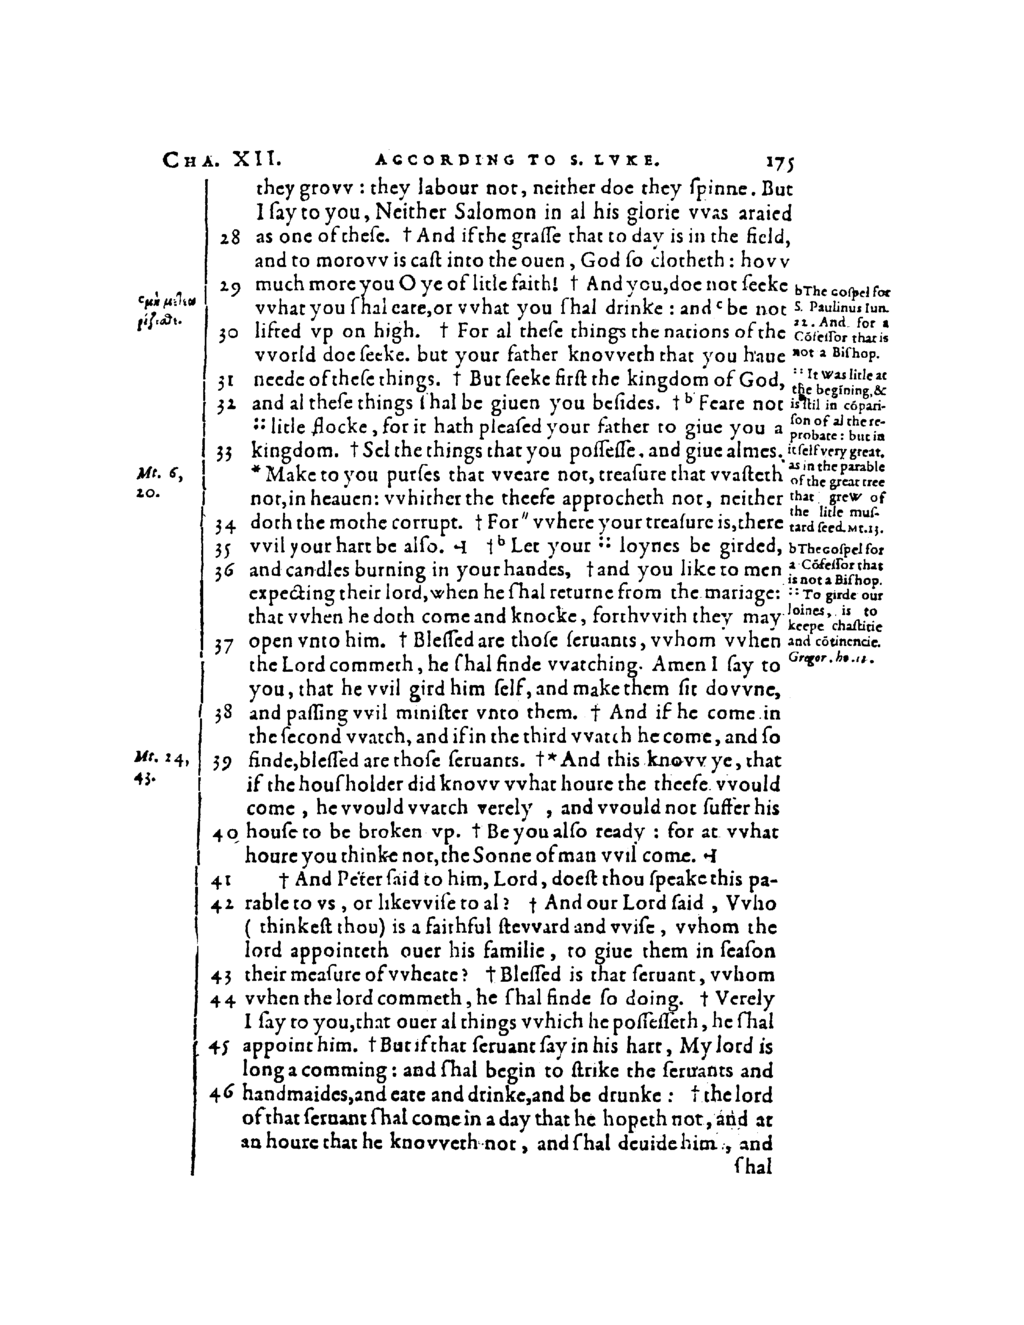 CHA. XII. ACCORDING TO S. LVKE. 175
they grovv : they labour not, neither doe they ſpinne. But
I ſay to you, Neither Salomon in al his glorie vvas araied
28 as one of theſe. † And if the graſſe that to day is in the field,
and to morovv is caſt into the ouen, God ſo clotheth: hovv
29 much more you O ye of litle faith! † And you, doe not ſeeke
vvhat you ſhal eate, or vvhat you ſhal drinke : and ᶜ be not
30 lifted vp on high. † For al theſe things the nations of the
vvorld doe ſeeke. but your father knovveth that you haue
31 neede of theſe things. † But ſeeke firſt the kingdom of God,
32 and al theſe things ſhal be giuen you beſides. † ᵇ Feare not
:: litle flocke, for it hath pleaſed your father to giue you a
33 kingdom. † Sel the things that you poſſeſſe, and giue almes.
* Make to you purſes that vveare not, treaſure that vvaſteth
not, in heauen: vvhither the theefe approcheth not, neither
34 doth the mothe corrupt. † For " vvhere your treaſure is, there
35 vvil your hart be alſo. ⊣ † ᵇ Let your :: loynes be girded,
36 and candles burning in your handes, † and you like to men
expecting their lord, when he ſhal returne from the mariage:
that vvhen he doth come and knocke, forthvvith they may
37 open vnto him. † Bleſſed are thoſe ſeruants, vvhom vvhen
the Lord commeth, he ſhal finde vvatching. Amen I ſay to
you, that he vvil gird him ſelf, and make them ſit dovvne,
38 and paſſing vvil miniſter vnto them. † And if he come in
the ſecond vvatch, and if in the third vvatch he come, and ſo
39 finde, bleſſed are thoſe ſeruants. † * And this knovv ye, that
if the houſholder did knovv vvhat houre the theefe vvould
come , he vvould vvatch verely , and vvould not ſuffer his
40 houſe to be broken vp. † Be you alſo ready : for at vvhat
houre you thinke not, the Sonne of man vvil come. ⊣
41 † And Peter ſaid to him, Lord, doeſt thou ſpeake this pa-
42 rable to vs , or likevviſe to al ? † And our Lord ſaid , Vvho
( thinkeſt thou) is a faithful ſtevvard and vviſe , vvhom the
lord appointeth ouer his familie , to giue them in ſeaſon
43 their meaſure of vvheate? † Bleſſed is that ſeruant, vvhom
44 vvhen the lord commeth, he ſhal finde ſo doing. † Verely
I ſay to you, that ouer al things vvhich he poſſeſſeth, he ſhal
45 appoint him. † But if that ſeruant ſay in his hart, My lord is
long a comming : and ſhal begin to ſtrike the ſeruants and
46 handmaides, and eate and drinke, and be drunke : † the lord
of that ſeruant ſhal come in a day that he hopeth not, and at
an houre that he knovveth not , and ſhal deuide him , and
ſhal
Mt. 6,
20.
Mt. 24,
43.
b The goſpel for
S. Paulinus Iun.
22. And for a
Cōfeſſor that is
not a Biſhop.
:: It was litle at
the begining, &
is ſtil in cōpari-
ſon of al the re-
probate : but in
it ſelf very great,
as in the parable
of the great tree
that grew of
the litle muſ-
tard ſeed. Mt. 13.
b The goſpel for
a Cōfeſſor that
is not a Biſhop.
:: To girde our
loines, is to
keepe chaſtitie
and cōtinencie.
Gregor. ho. 13.